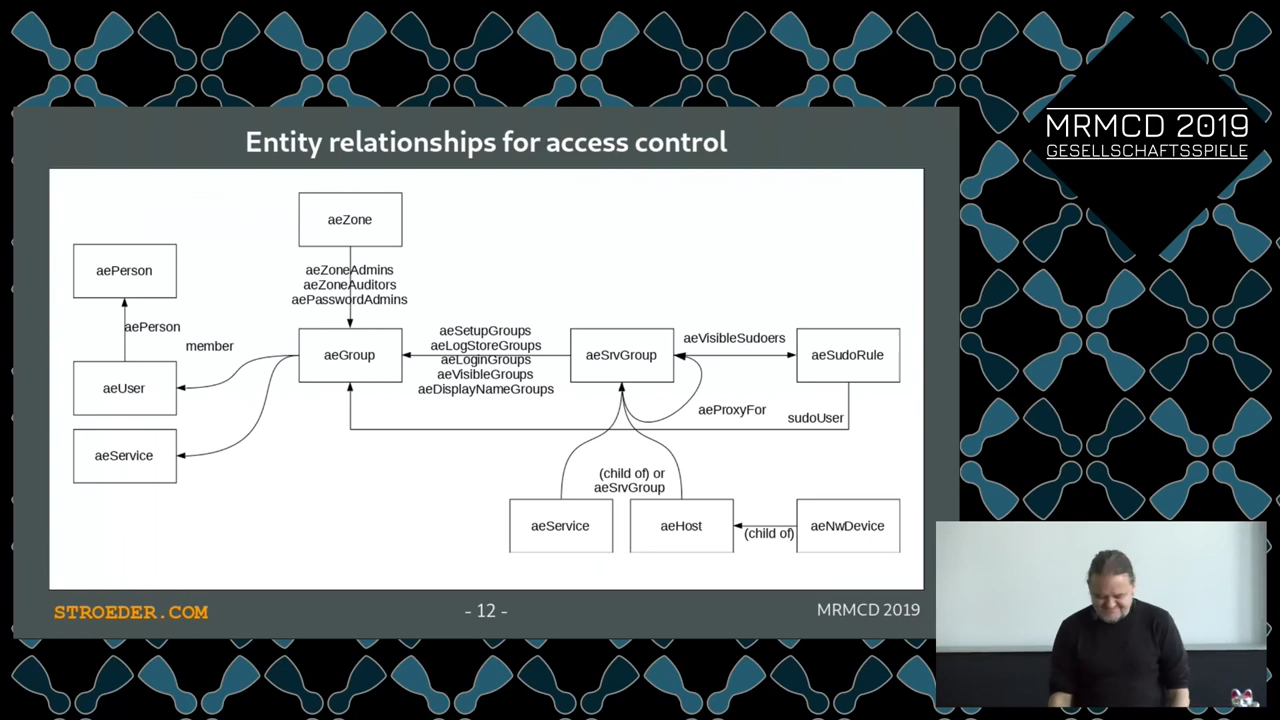 MRMCD 2019
GESELLSCHAFTSSPIELE
Entity relationships for access control
aeZone
aePerson
aeZoneAdmins
aeZoneAuditors
aePasswordAdmins
aePerson
member
aeUser
aeService
aeGroup
aeSetupGroups
aeLogStoreGroups
aeLoginGroups
aeVisibleGroups
aeDisplayNameGroups
aeSrvGroup
aeVisibleSudoers
aeSudoRule
aeProxyFor
sudoUser
(child of) or
aeSrvGroup
aeService
aeHost
(child of)
aeNwDevice
STROEDER.COM
- 12 -
MRMCD 2019